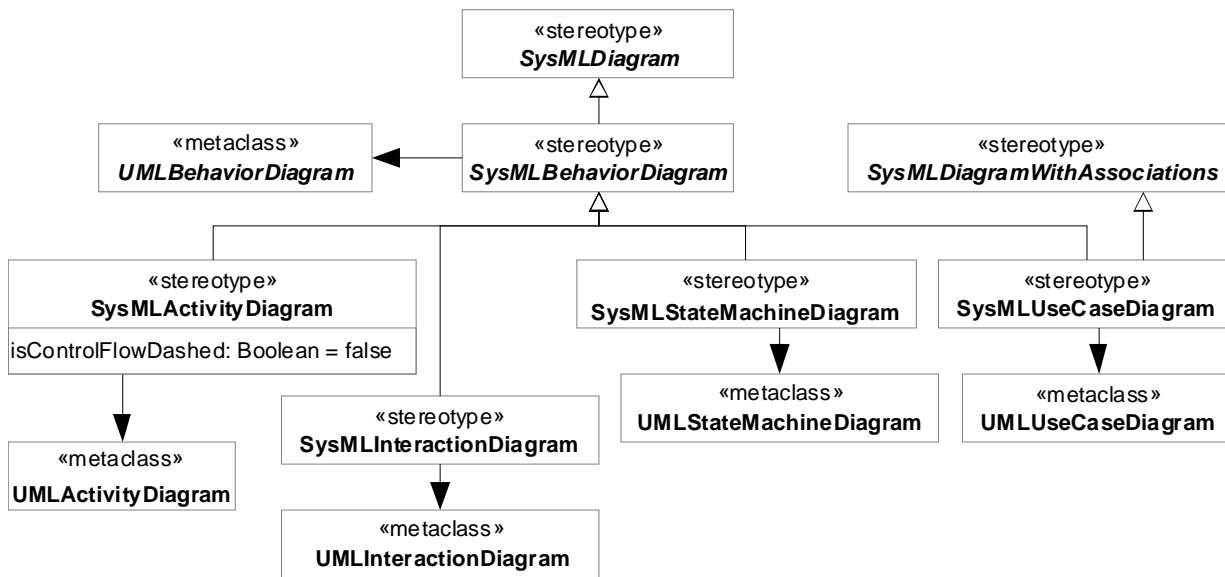 «stereotype»
SysMLDiagram
«metaclass»
UMLBehaviorDiagram
«stereotype»
SysMLBehaviorDiagram
«stereotype»
SysMLDiagramWithAssociations
«stereotype»
SysMLActivityDiagram
isControlFlowDashed: Boolean = false
«stereotype»
SysMLStateMachineDiagram
«stereotype»
SysMLUseCaseDiagram
«metaclass»
UMLStateMachineDiagram
«metaclass»
UMLUseCaseDiagram
«stereotype»
SysMLInteractionDiagram
«metaclass»
UMLActivityDiagram
«metaclass»
UMLInteractionDiagram